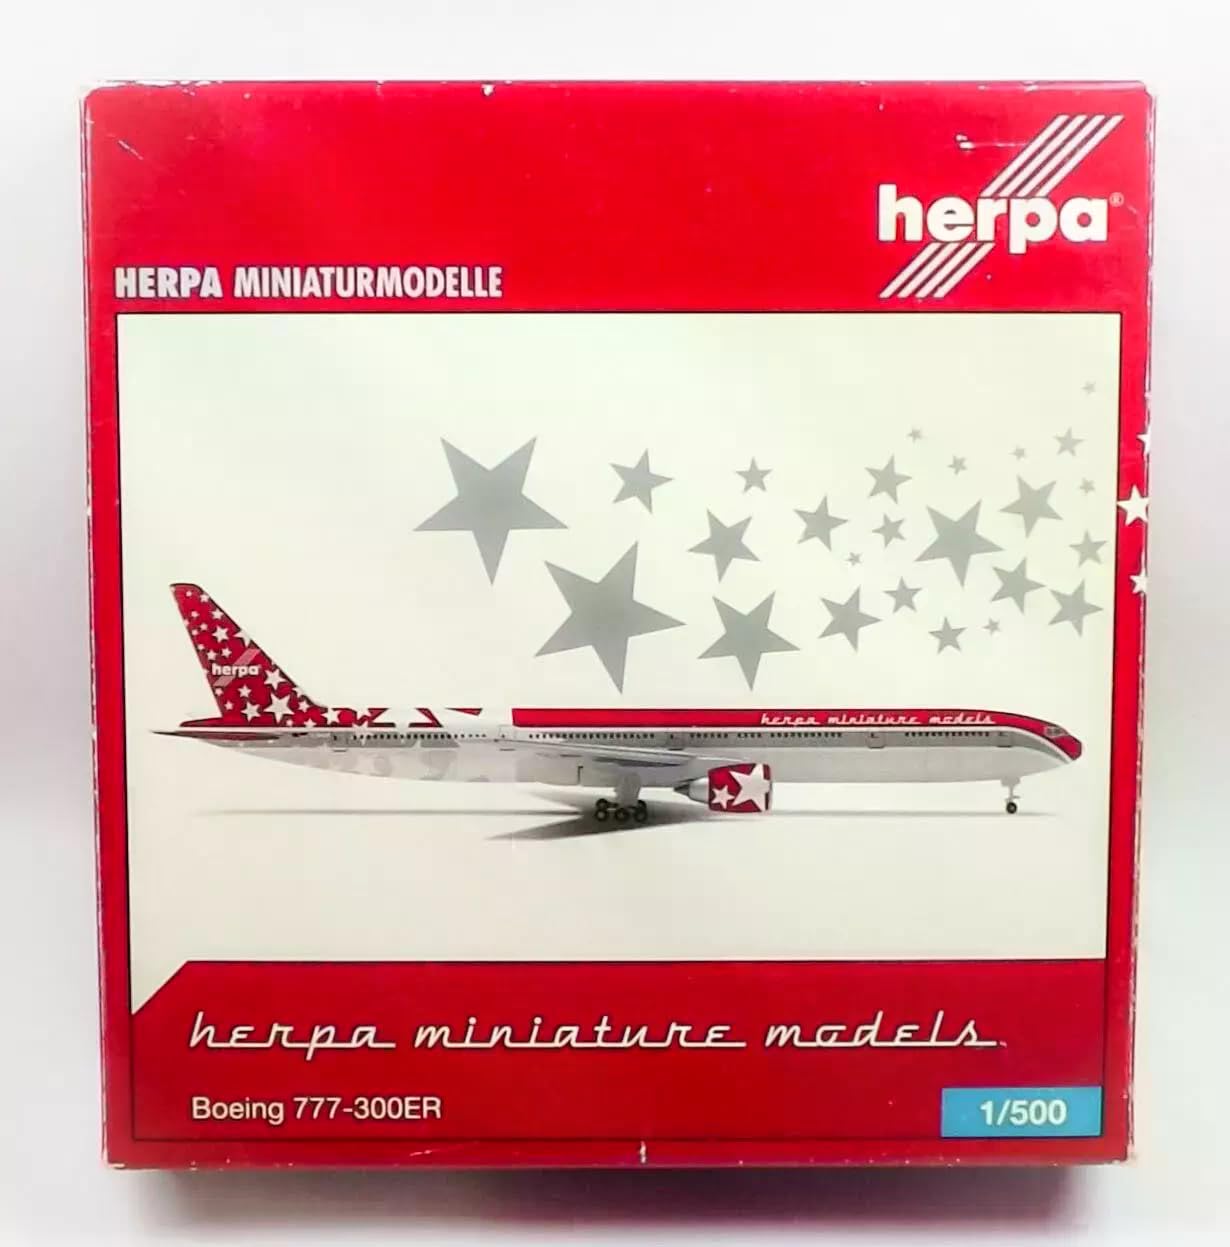 herpa®
HERPA MINIATURMODELLE
herpa
herpa miniature models
herpa miniature models
Boeing 777-300ER
1/500